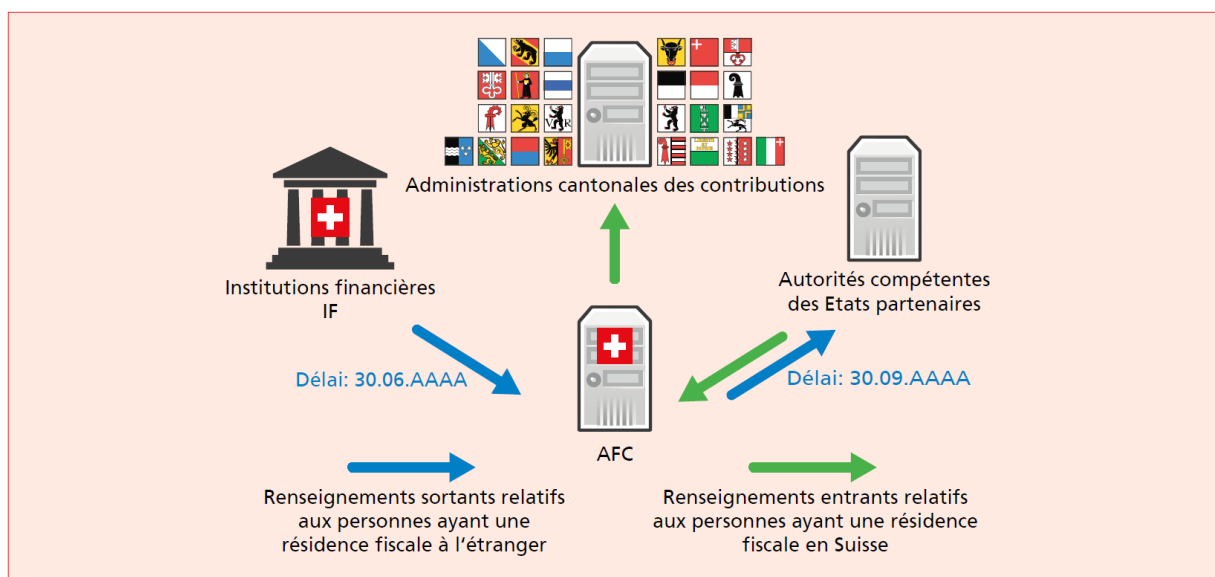 Administrations cantonales des contributions
Institutions financières
IF
Autorités compétentes
des Etats partenaires
Délai: 30.06.AAAA
Délai: 30.09.AAAA
AFC
Renseignements sortants relatifs
aux personnes ayant une
résidence fiscale à l’étranger
Renseignements entrants relatifs
aux personnes ayant une résidence
fiscale en Suisse